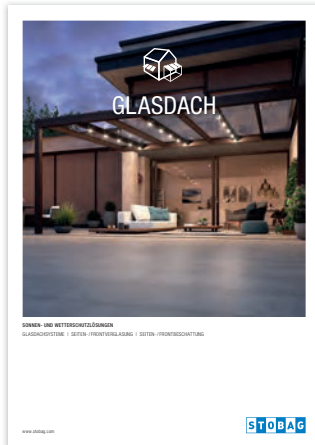 GLASDACH
SONNEN- UND WETTERSCHUTZLÖSUNGEN
GLASDACHSYSTEME | SEITEN-/FRONTVERGLASUNG | SEITEN-/FRONTBESCHATTUNG
www.stobag.com
STOBAG